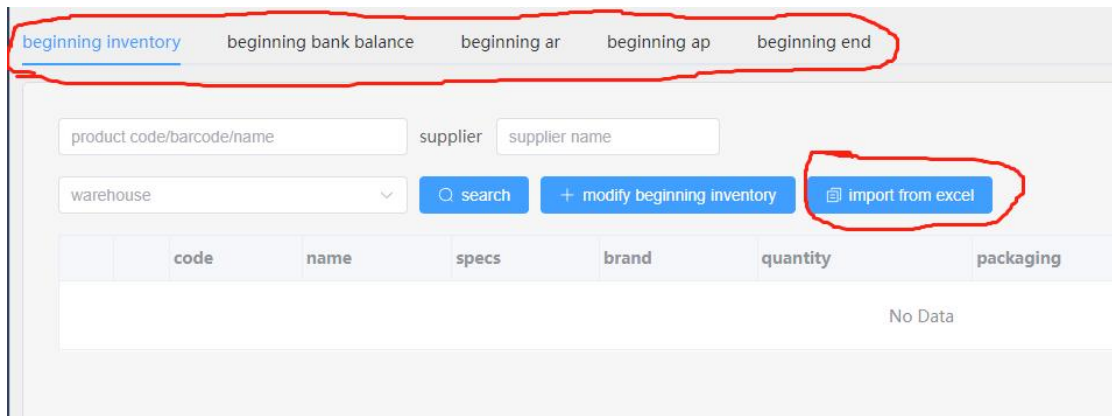 beginning inventory beginning bank balance beginning ar beginning ap beginning end
product code/barcode/name supplier supplier name
warehouse search + modify beginning inventory import from excel
code name specs brand quantity packaging
No Data